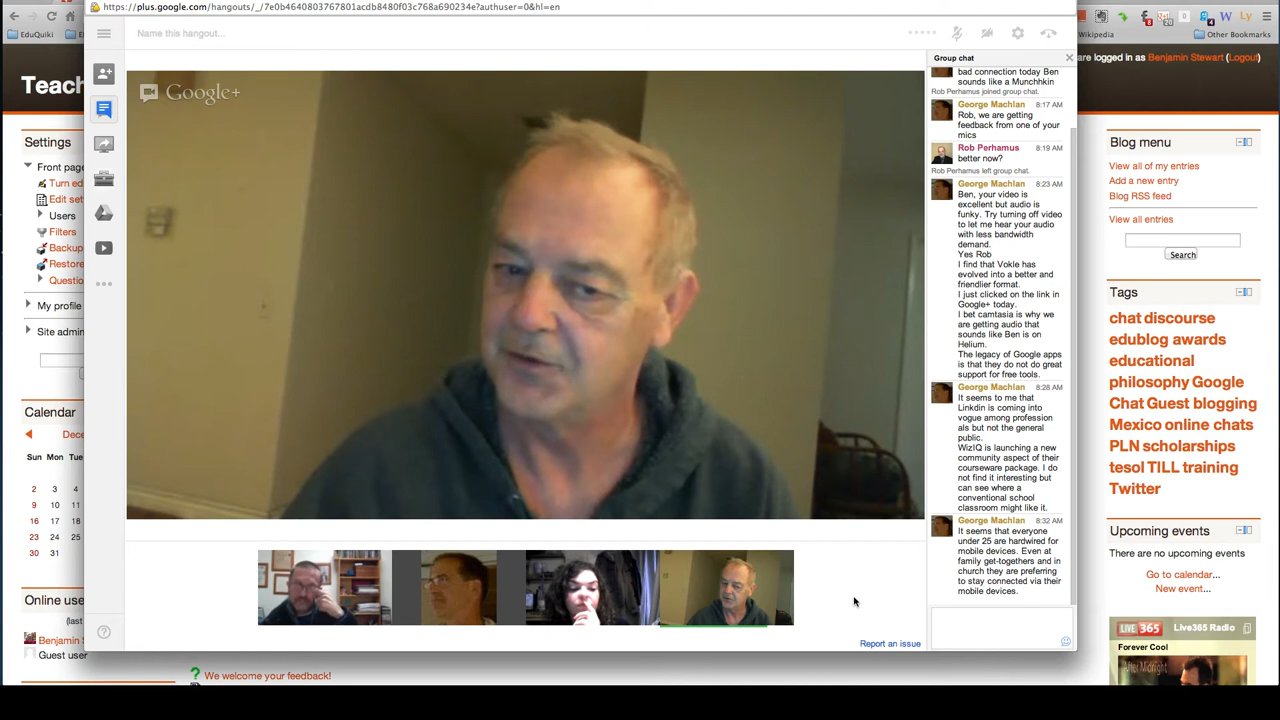 https://plus.google.com/hangouts/_/7e0b4640803767801acdb8480f03c768a690234e?authuser=0&hl=en
EduQuiki
Wikipedia
Other Bookmarks
Name this hangout...
are logged in as Benjamin Stewart (Logout)
Teach
Google+
Settings
Front page
Turn ed
Edit set
Users
Filters
Backup
Restore
Questio
My profile
Site admin
Calendar
Dece
Sun Mon Tue
2 3 4
9 10 11
16 17 18
23 24 25
30 31
Online use
(last
Benjamin
Guest user
We welcome your feedback!
Report an issue
Group chat
bad connection today Ben
sounds like a Munchhkin
Rob Perhamus joined group chat.
George Machlan 8:17 AM
Rob, we are getting
feedback from one of your
mics
Rob Perhamus 8:19 AM
better now?
Rob Perhamus left group chat.
George Machlan 8:23 AM
Ben, your video is
excellent but audio is
funky. Try turning off video
to let me hear your audio
with less bandwidth
demand.
Yes Rob
I find that Vokle has
evolved into a better and
friendlier format.
I just clicked on the link in
Google+ today.
I bet camtasia is why we
are getting audio that
sounds like Ben is on
Helium.
The legacy of Google apps
is that they do not do great
support for free tools.
George Machlan 8:28 AM
It seems to me that
Linkdin is coming into
vogue among profession
als but not the general
public.
WizIQ is launching a new
community aspect of their
courseware package. I do
not find it interesting but
can see where a
conventional school
classroom might like it.
George Machlan 8:32 AM
It seems that everyone
under 25 are hardwired for
mobile devices. Even at
family get-togethers and in
church they are preferring
to stay connected via their
mobile devices.
Blog menu
View all of my entries
Add a new entry
Blog RSS feed
View all entries
Search
Tags
chat discourse
edublog awards
educational
philosophy Google
Chat Guest blogging
Mexico online chats
PLN scholarships
tesol TILL training
Twitter
Upcoming events
There are no upcoming events
Go to calendar...
New event...
LIVE 365 Live365 Radio
Forever Cool
After Midnight